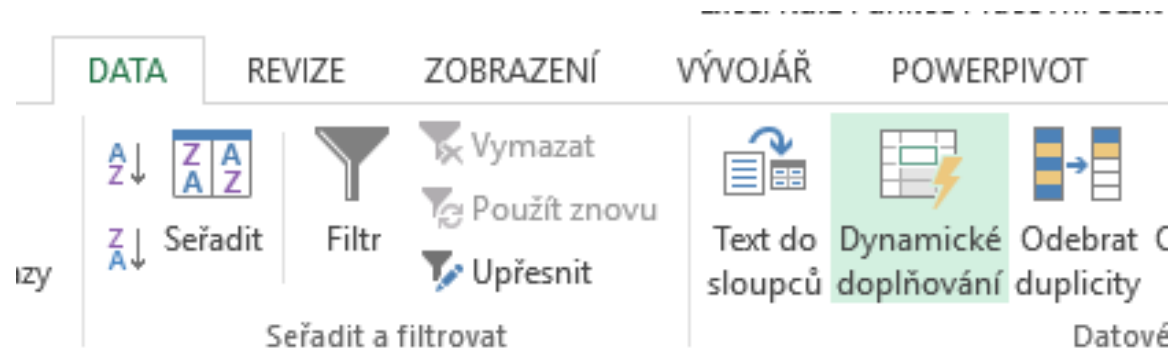 DATA REVIZE ZOBRAZENÍ VÝVOJÁŘ POWERPIVOT
A Z
Z A
Z A
A Z
Seřadit
Filtr
Vymazat
Použít znovu
Upřesnit
Seřadit a filtrovat
Text do
sloupců
Dynamické
doplňování
Odebrat
duplicity
Datové